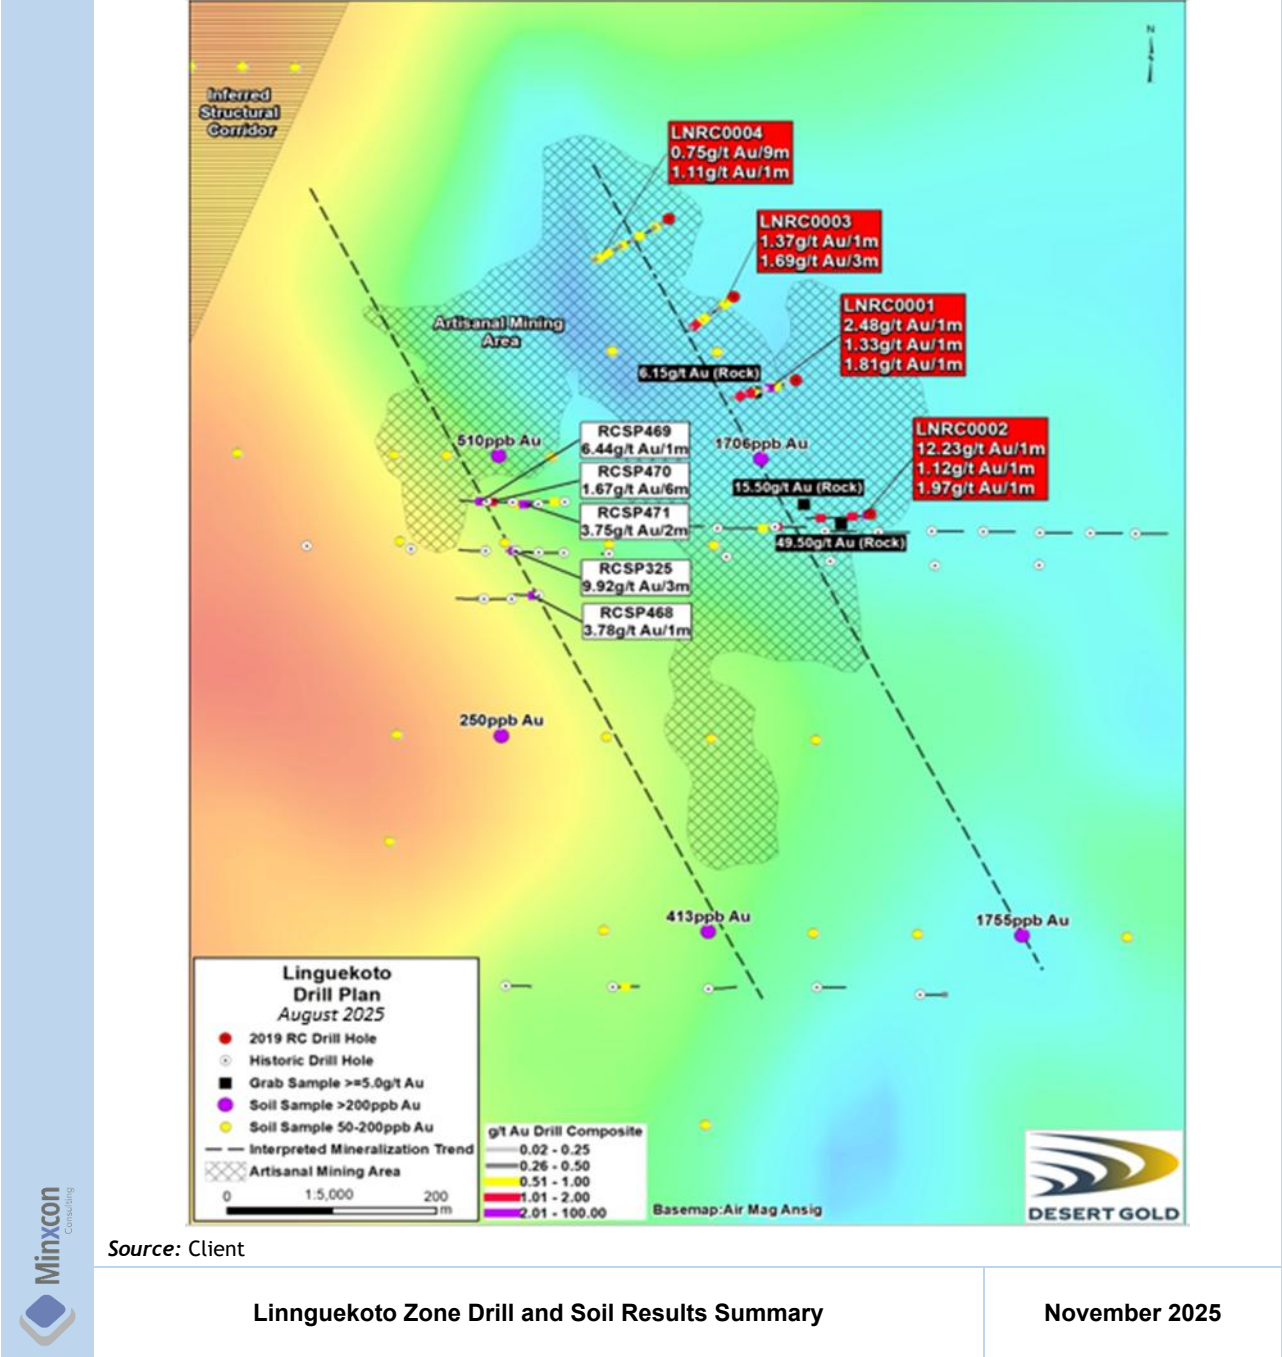 N
Inferred
Structural
Corridor
LNRC0004
0.75g/t Au/9m
1.11g/t Au/1m
LNRC0003
1.37g/t Au/1m
1.69g/t Au/3m
LNRC0001
2.48g/t Au/1m
1.33g/t Au/1m
1.81g/t Au/1m
Artisanal Mining
Area
6.15g/t Au (Rock)
LNRC0002
12.23g/t Au/1m
1.12g/t Au/1m
1.97g/t Au/1m
510ppb Au
RCSP469
6.44g/t Au/1m
1706ppb Au
RCSP470
1.67g/t Au/6m
15.50g/t Au (Rock)
RCSP471
3.75g/t Au/2m
49.50g/t Au (Rock)
RCSP325
9.92g/t Au/3m
RCSP468
3.78g/t Au/1m
250ppb Au
413ppb Au
1755ppb Au
Linguekoto
Drill Plan
August 2025
2019 RC Drill Hole
Historic Drill Hole
Grab Sample >=5.0g/t Au
Soil Sample >200ppb Au
Soil Sample 50-200ppb Au
Interpreted Mineralization Trend
Artisanal Mining Area
0 1:5,000 200
m
g/t Au Drill Composite
0.02 - 0.25
0.26 - 0.50
0.51 - 1.00
1.01 - 2.00
2.01 - 100.00
Basemap:Air Mag Ansig
DESERT GOLD
Minxcon
Consulting
Source: Client
Linnguekoto Zone Drill and Soil Results Summary
November 2025